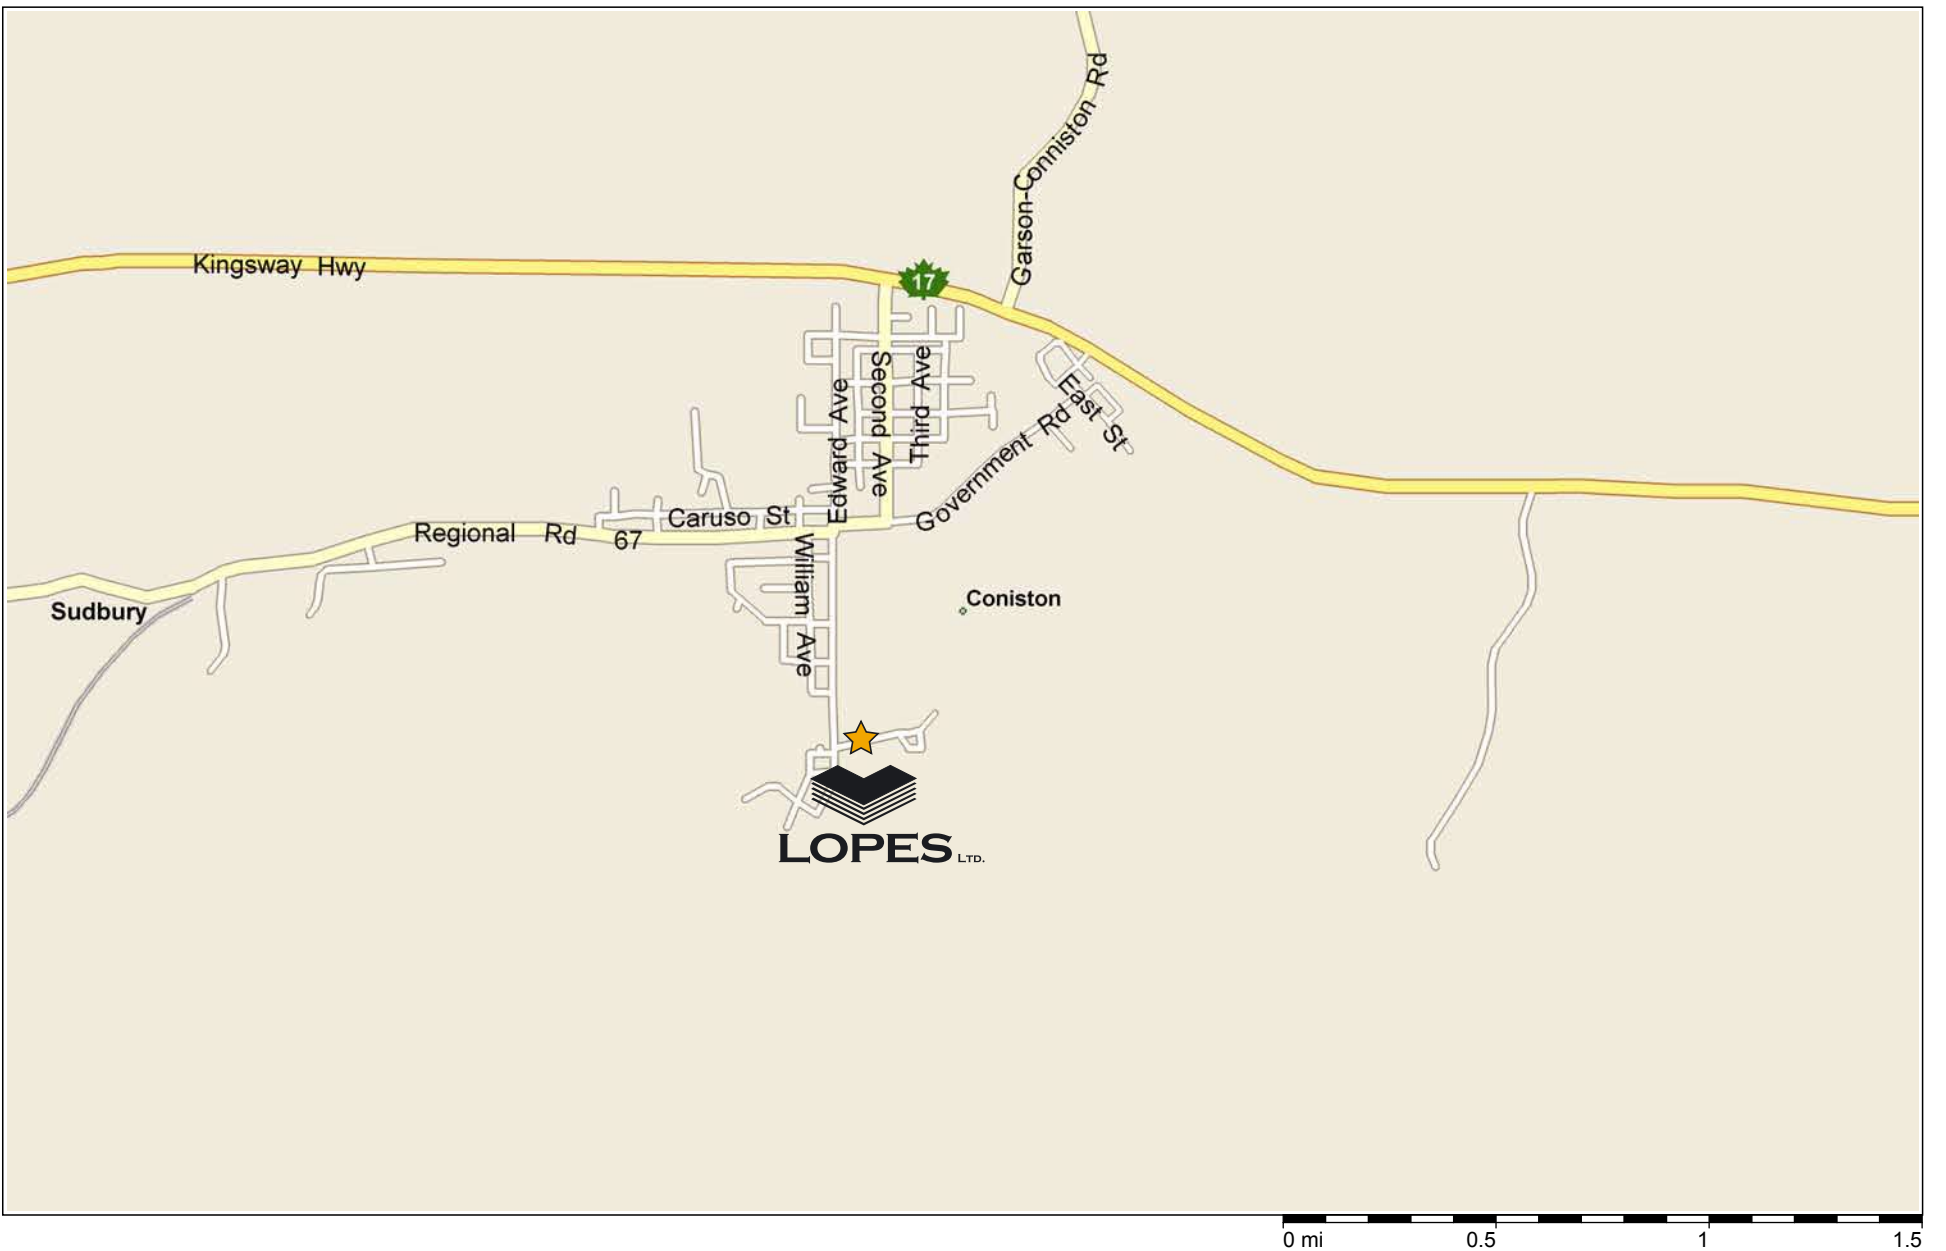 Garson-Conniston Rd
Kingsway Hwy
17
Second Ave
Third Ave
Edward Ave
East St
Government Rd
Caruso St
Regional Rd 67
William Ave
Sudbury
Coniston
LOPES LTD.
0 mi 0.5 1 1.5